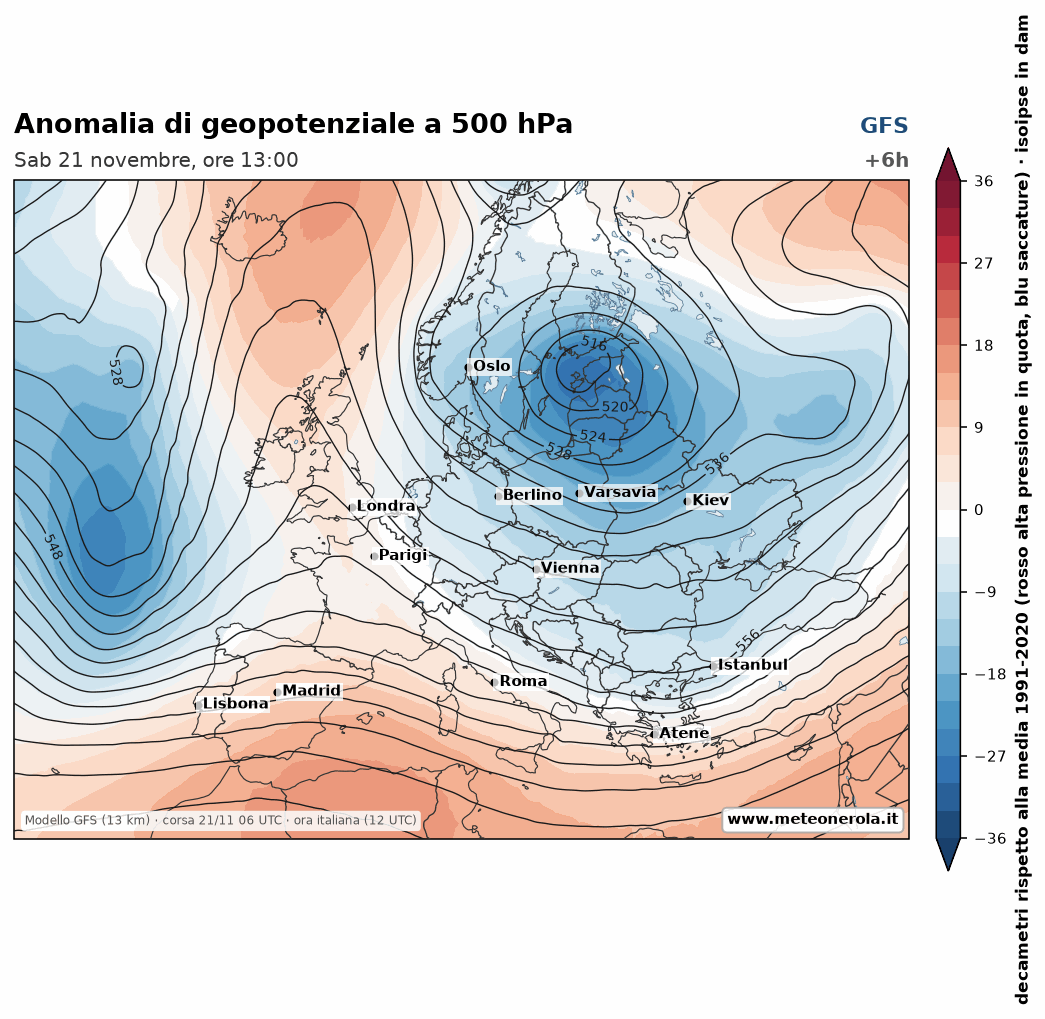 Anomalia di geopotenziale a 500 hPa
GFS
Sab 21 novembre, ore 13:00
+6h
528
516
Oslo
520
524
528
536
Berlino
Varsavia
Kiev
Londra
548
Parigi
Vienna
556
Istanbul
Roma
Madrid
Lisbona
Atene
Modello GFS (13 km) · corsa 21/11 06 UTC · ora italiana (12 UTC)
www.meteonerola.it
36
27
18
9
0
−9
−18
−27
−36
decametri rispetto alla media 1991-2020 (rosso alta pressione in quota, blu saccature) · isoipse in dam